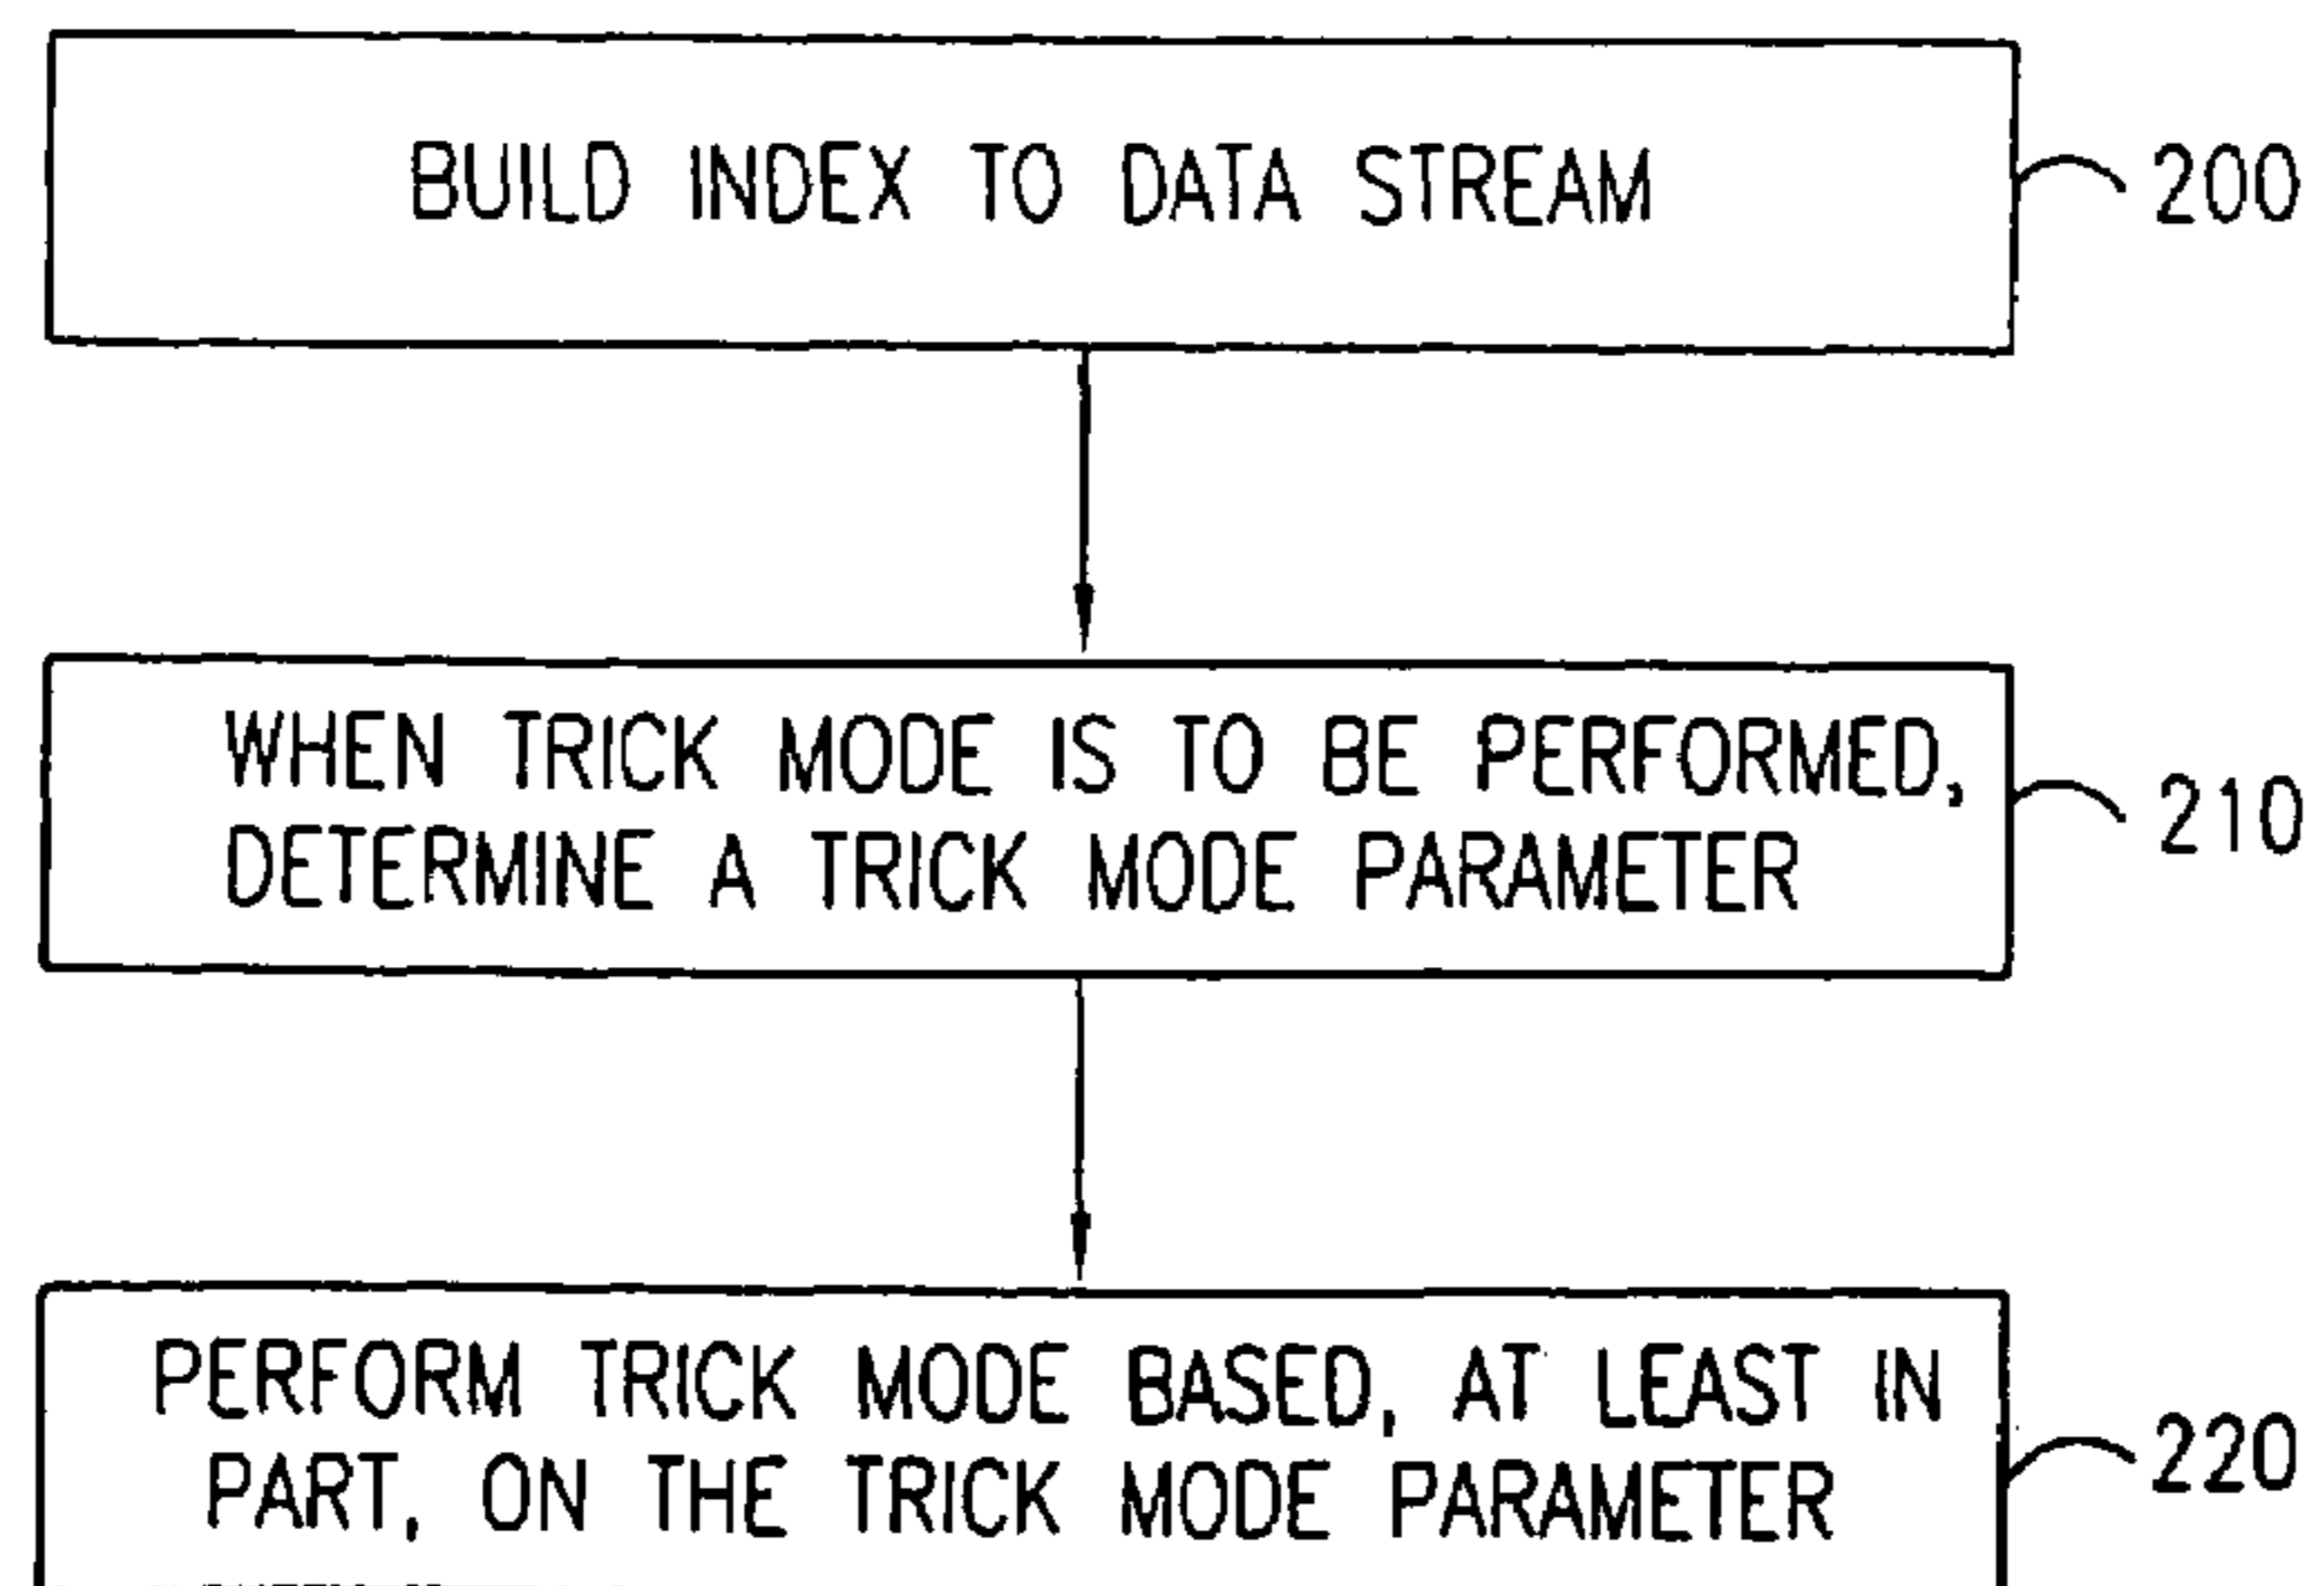 BUILD INDEX TO DATA STREAM
200
WHEN TRICK MODE IS TO BE PERFORMED,
DETERMINE A TRICK MODE PARAMETER
210
PERFORM TRICK MODE BASED, AT LEAST IN
PART, ON THE TRICK MODE PARAMETER
220